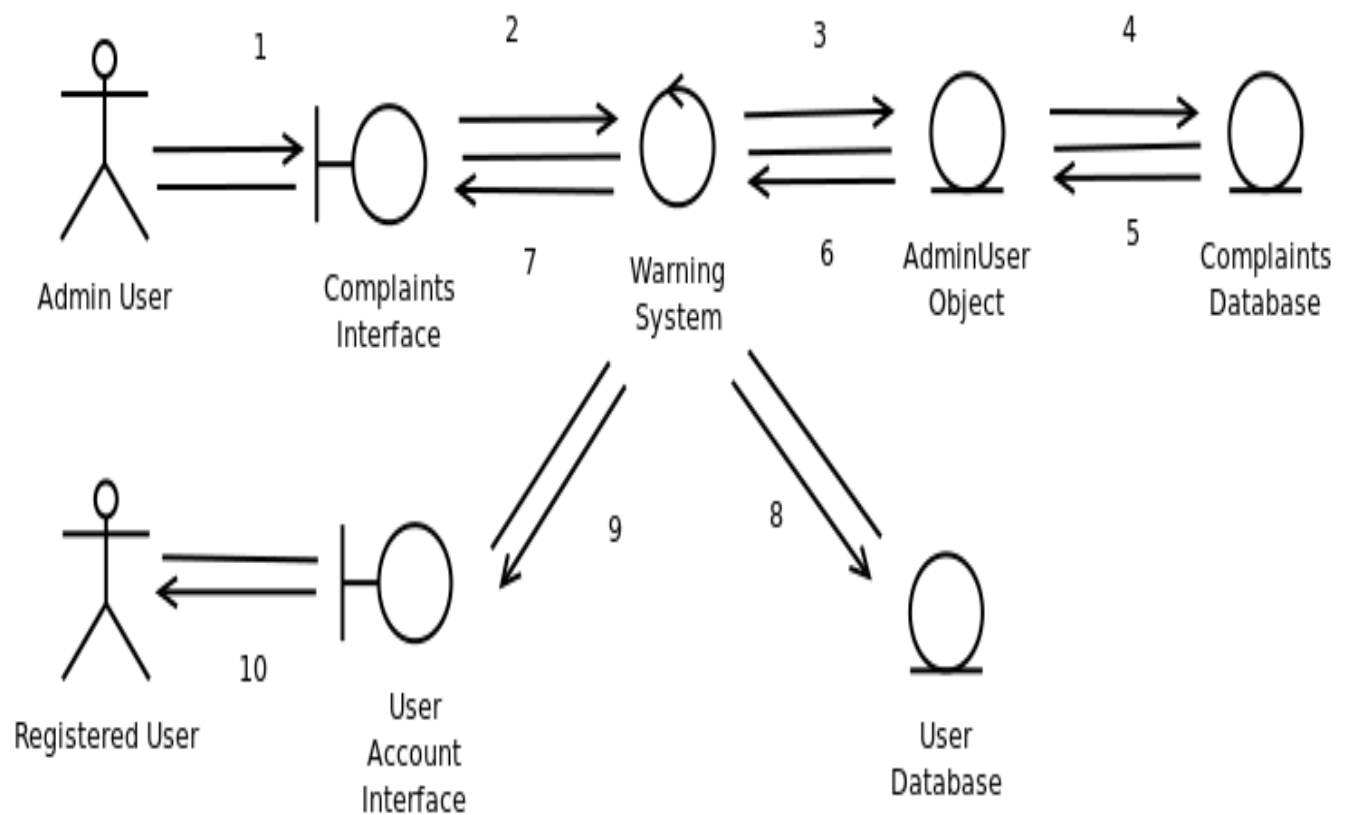 1
2
3
4
Admin User
Complaints
Interface
7
Warning
System
6
AdminUser
Object
5
Complaints
Database
9
8
Registered User
10
User
Account
Interface
User
Database